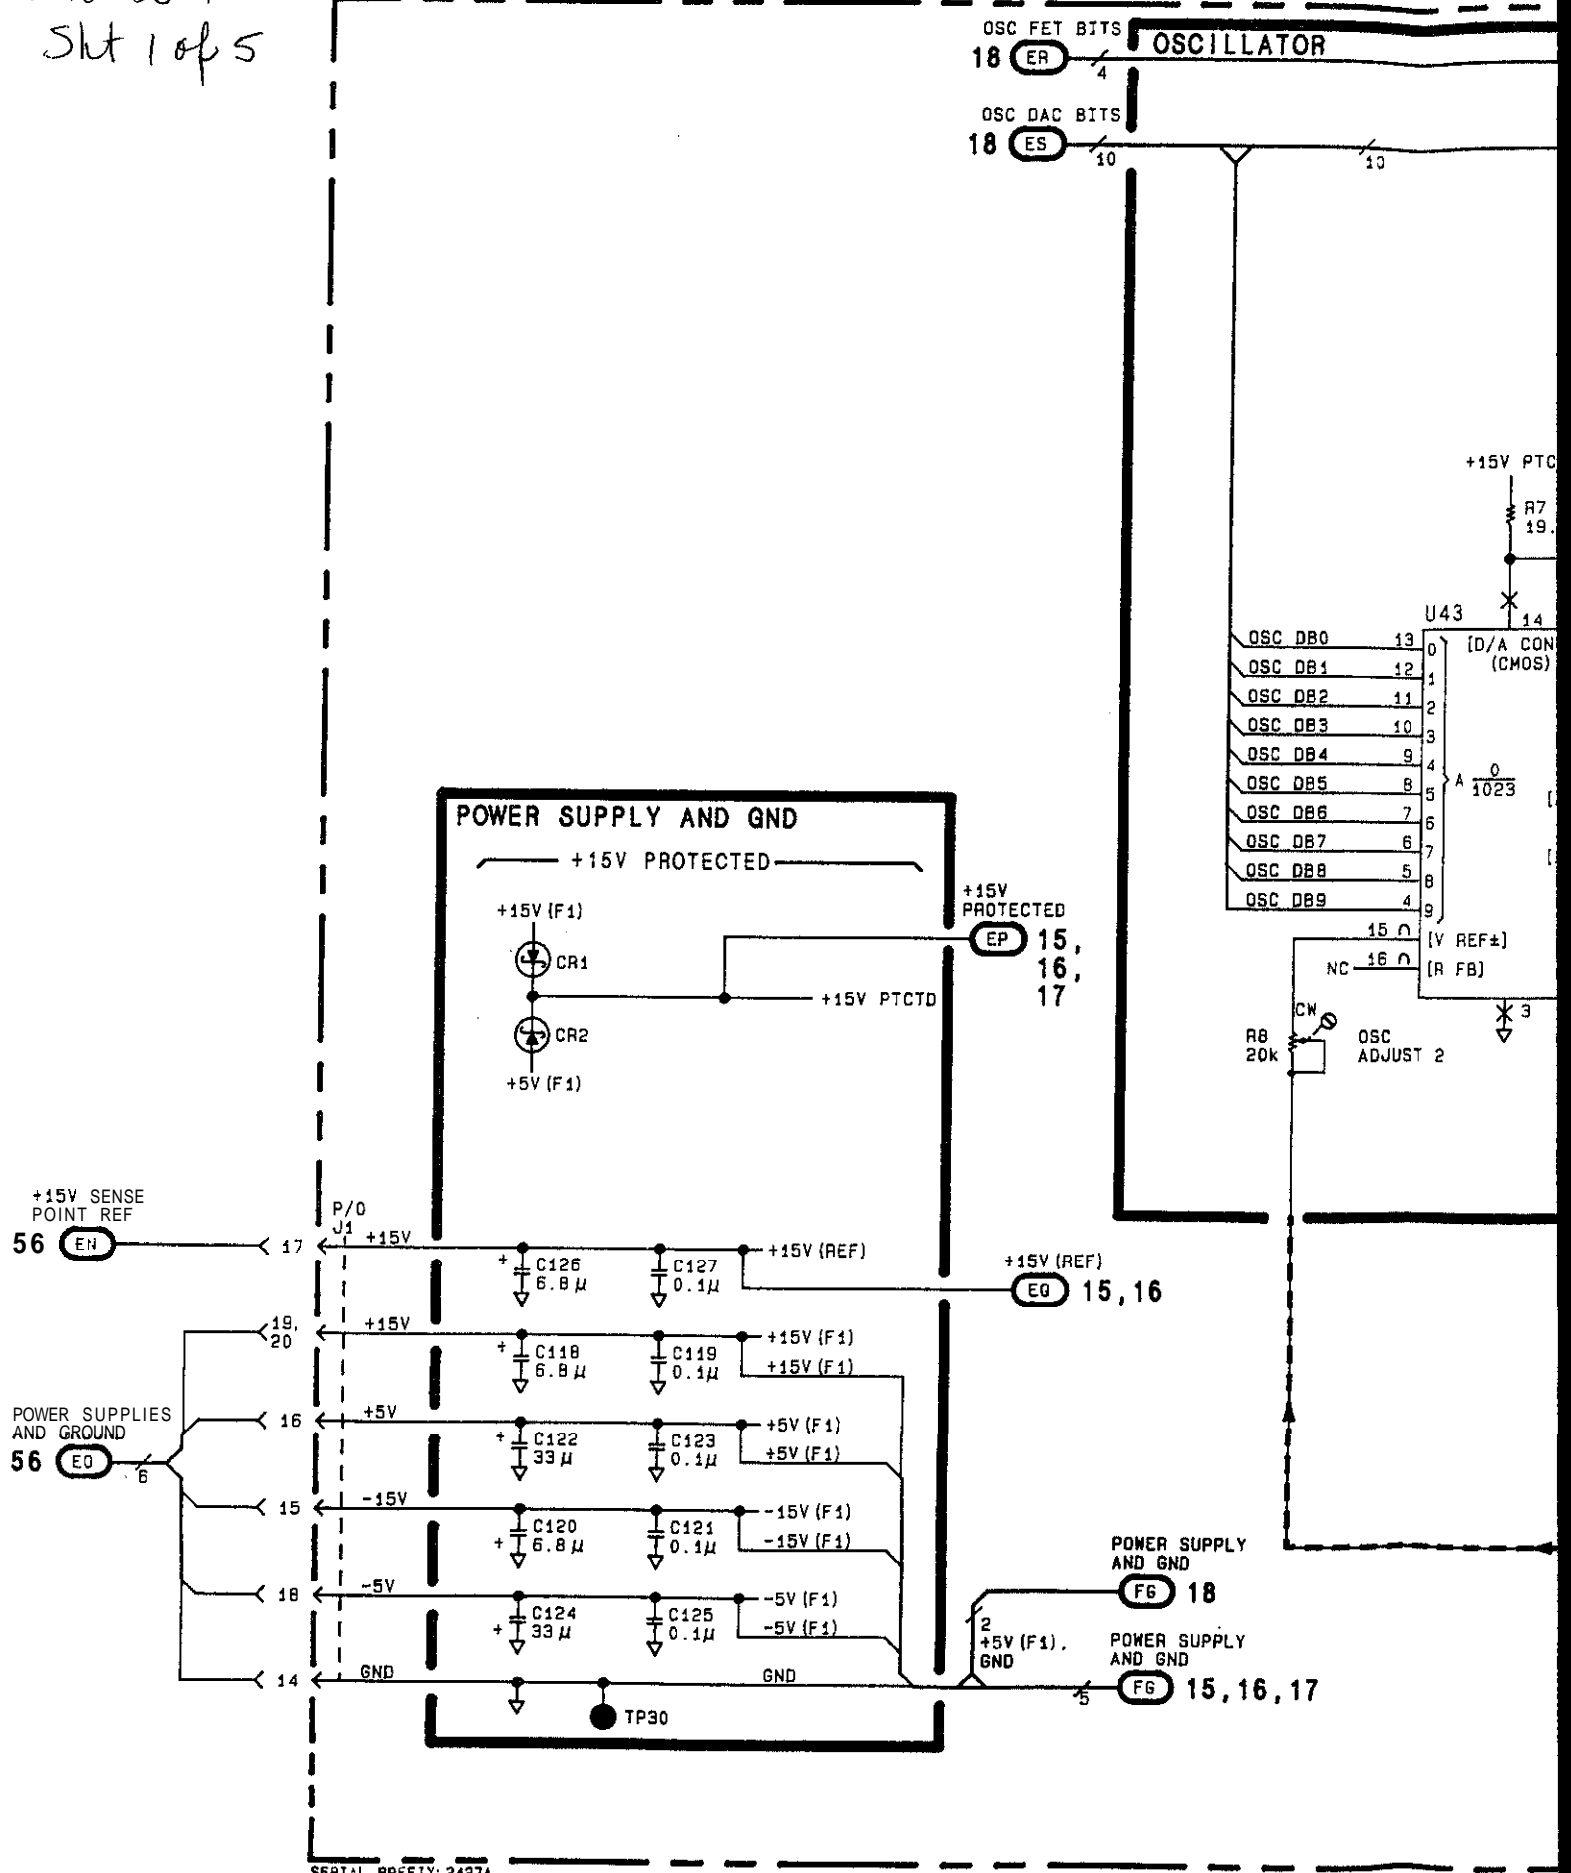 Sht 1 of 5
OSC FET BITS
18 ER
4
OSCILLATOR
OSC DAC BITS
18 ES
10
10
+15V PTC
R7
19.
U43
14
[D/A CON
(CMOS)
OSC DB0 13 0
OSC DB1 12 1
OSC DB2 11 2
OSC DB3 10 3
OSC DB4 9 4
OSC DB5 8 5
OSC DB6 7 6
OSC DB7 6 7
OSC DB8 5 8
OSC DB9 4 9
A 0
1023
15 [V REF±]
NC 16 [R FB]
3
CW
R8
20k
OSC
ADJUST 2
POWER SUPPLY AND GND
+15V PROTECTED
+15V(F1)
CR1
+15V PTCTD
CR2
+5V(F1)
+15V
PROTECTED
EP 15,
16,
17
+15V SENSE
POINT REF
56 EN
17
P/O
J1
+15V
+ C126
6.8µ
C127
0.1µ
+15V(REF)
+15V(REF)
EQ 15,16
19,
20
+15V
+ C118
6.8µ
C119
0.1µ
+15V(F1)
+15V(F1)
POWER SUPPLIES
AND GROUND
56 EO
6
16
+5V
+ C122
33µ
C123
0.1µ
+5V(F1)
+5V(F1)
15
-15V
C120
+ 6.8µ
C121
0.1µ
-15V(F1)
-15V(F1)
18
-5V
C124
+ 33µ
C125
0.1µ
-5V(F1)
-5V(F1)
14
GND
GND
TP30
POWER SUPPLY
AND GND
FG 18
2
+5V(F1),
GND
POWER SUPPLY
AND GND
5
FG 15,16,17
SERIAL PREFIX: 2427A